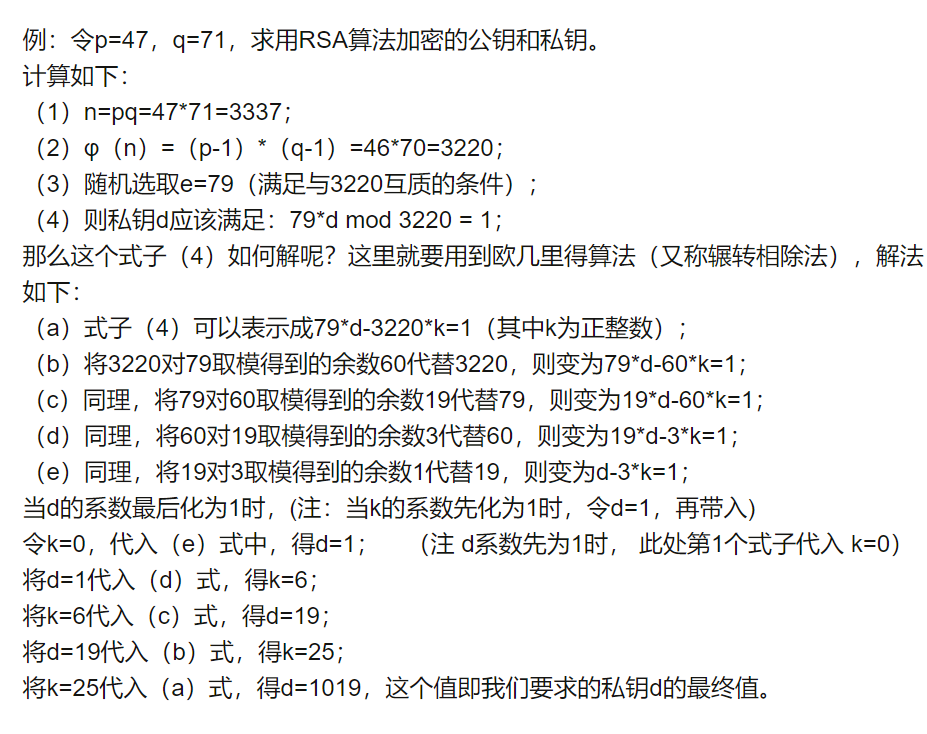 例：令p=47，q=71，求用RSA算法加密的公钥和私钥。
计算如下：
（1）n=pq=47*71=3337；
（2）φ（n）=（p-1）*（q-1）=46*70=3220；
（3）随机选取e=79（满足与3220互质的条件）；
（4）则私钥d应该满足：79*d mod 3220 = 1；
那么这个式子（4）如何解呢？这里就要用到欧几里得算法（又称辗转相除法），解法
如下：
（a）式子（4）可以表示成79*d-3220*k=1（其中k为正整数）；
（b）将3220对79取模得到的余数60代替3220，则变为79*d-60*k=1；
（c）同理，将79对60取模得到的余数19代替79，则变为19*d-60*k=1；
（d）同理，将60对19取模得到的余数3代替60，则变为19*d-3*k=1；
（e）同理，将19对3取模得到的余数1代替19，则变为d-3*k=1；
当d的系数最后化为1时，(注：当k的系数先化为1时，令d=1，再带入)
令k=0，代入（e）式中，得d=1；　（注 d系数先为1时， 此处第1个式子代入 k=0）
将d=1代入（d）式，得k=6；
将k=6代入（c）式，得d=19；
将d=19代入（b）式，得k=25；
将k=25代入（a）式，得d=1019，这个值即我们要求的私钥d的最终值。